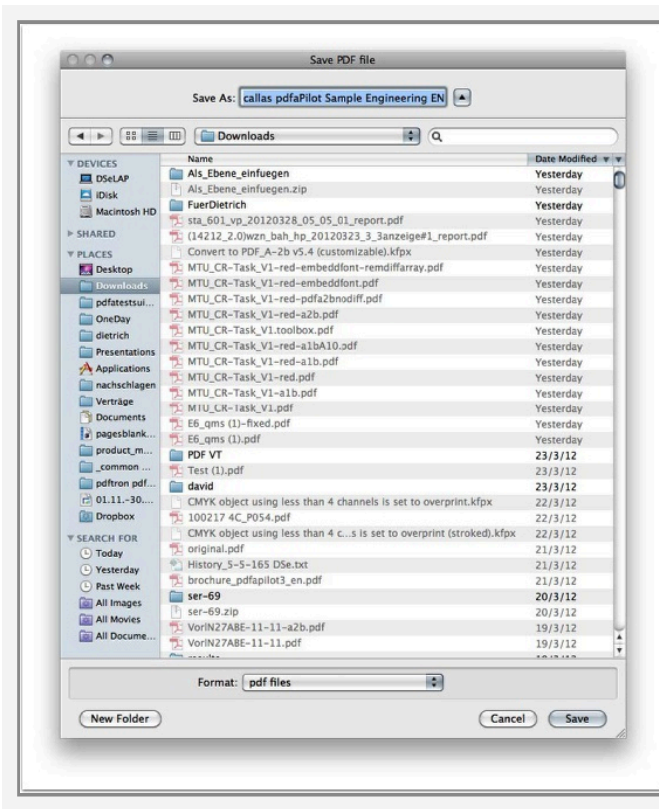 Save PDF file
Save As: callas pdfaPilot Sample Engineering EN
Downloads
Name Date Modified
DEVICES
DSeLAP
iDisk
Macintosh HD
SHARED
PLACES
Desktop
Downloads
pdfatestsui...
OneDay
dietrich
Presentations
Applications
nachschlagen
Verträge
Documents
pagesblank...
product_m...
_common ...
pdftron pdf...
01.11.-30....
Dropbox
SEARCH FOR
Today
Yesterday
Past Week
All Images
All Movies
All Docume...
Als_Ebene_einfuegen Yesterday
Als_Ebene_einfuegen.zip Yesterday
FuerDietrich Yesterday
sta_601_vp_20120328_05_05_01_report.pdf Yesterday
(14212_2.0)wzn_bah_hp_20120323_3_3anzeige#1_report.pdf Yesterday
Convert to PDF_A-2b v5.4 (customizable).kfpx Yesterday
MTU_CR-Task_V1-red-embeddfont-remdiffarray.pdf Yesterday
MTU_CR-Task_V1-red-embeddfont.pdf Yesterday
MTU_CR-Task_V1-red-pdfa2bnodiff.pdf Yesterday
MTU_CR-Task_V1-red-a2b.pdf Yesterday
MTU_CR-Task_V1.toolbox.pdf Yesterday
MTU_CR-Task_V1-red-a1bA10.pdf Yesterday
MTU_CR-Task_V1-red-a1b.pdf Yesterday
MTU_CR-Task_V1-red.pdf Yesterday
MTU_CR-Task_V1-a1b.pdf Yesterday
MTU_CR-Task_V1.pdf Yesterday
E6_qms (1)-fixed.pdf Yesterday
E6_qms (1).pdf Yesterday
PDF VT 23/3/12
Test (1).pdf 23/3/12
david 23/3/12
CMYK object using less than 4 channels is set to overprint.kfpx 22/3/12
100217 4C_P054.pdf 22/3/12
CMYK object using less than 4 c...s is set to overprint (stroked).kfpx 22/3/12
original.pdf 21/3/12
History_5-5-165 DSe.txt 21/3/12
brochure_pdfapilot3_en.pdf 21/3/12
ser-69 20/3/12
ser-69.zip 20/3/12
VorlN27ABE-11-11-a2b.pdf 19/3/12
VorlN27ABE-11-11.pdf 19/3/12
Format: pdf files
New Folder Cancel Save